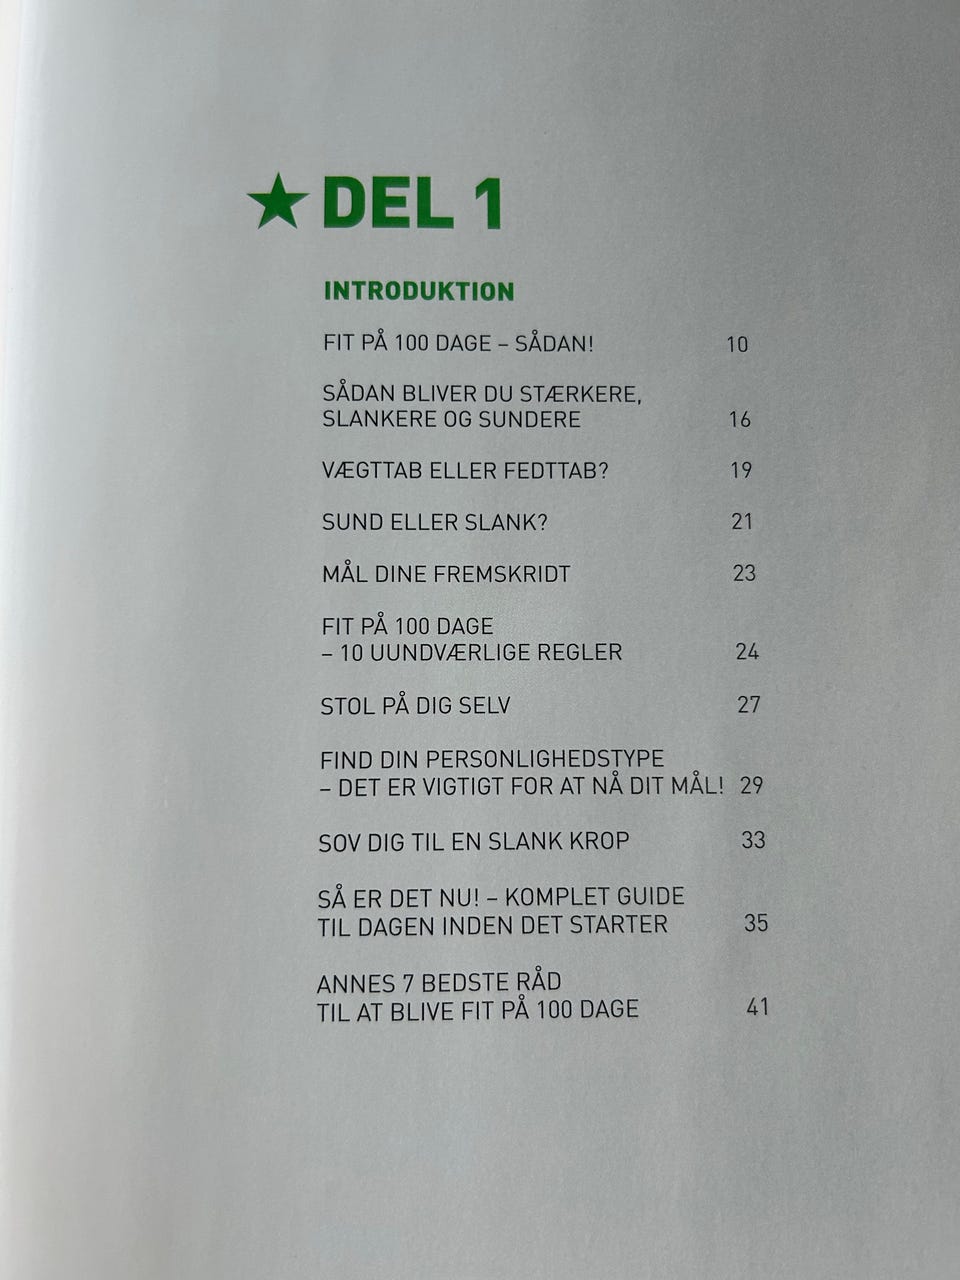 ★ DEL 1
INTRODUKTION
FIT PÅ 100 DAGE – SÅDAN! 10
SÅDAN BLIVER DU STÆRKERE,
SLANKERE OG SUNDERE 16
VÆGTTAB ELLER FEDTTAB? 19
SUND ELLER SLANK? 21
MÅL DINE FREMSKRIDT 23
FIT PÅ 100 DAGE
– 10 UUNDVÆRLIGE REGLER 24
STOL PÅ DIG SELV 27
FIND DIN PERSONLIGHEDSTYPE
– DET ER VIGTIGT FOR AT NÅ DIT MÅL! 29
SOV DIG TIL EN SLANK KROP 33
SÅ ER DET NU! – KOMPLET GUIDE
TIL DAGEN INDEN DET STARTER 35
ANNES 7 BEDSTE RÅD
TIL AT BLIVE FIT PÅ 100 DAGE 41